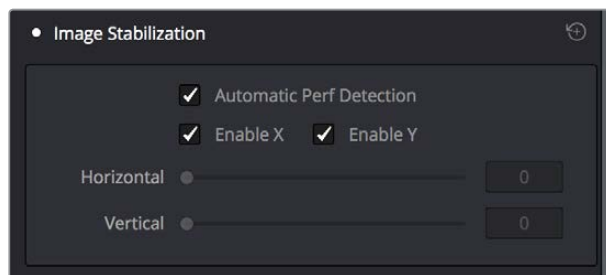 Image Stabilization
Automatic Perf Detection
Enable X Enable Y
Horizontal 0
Vertical 0